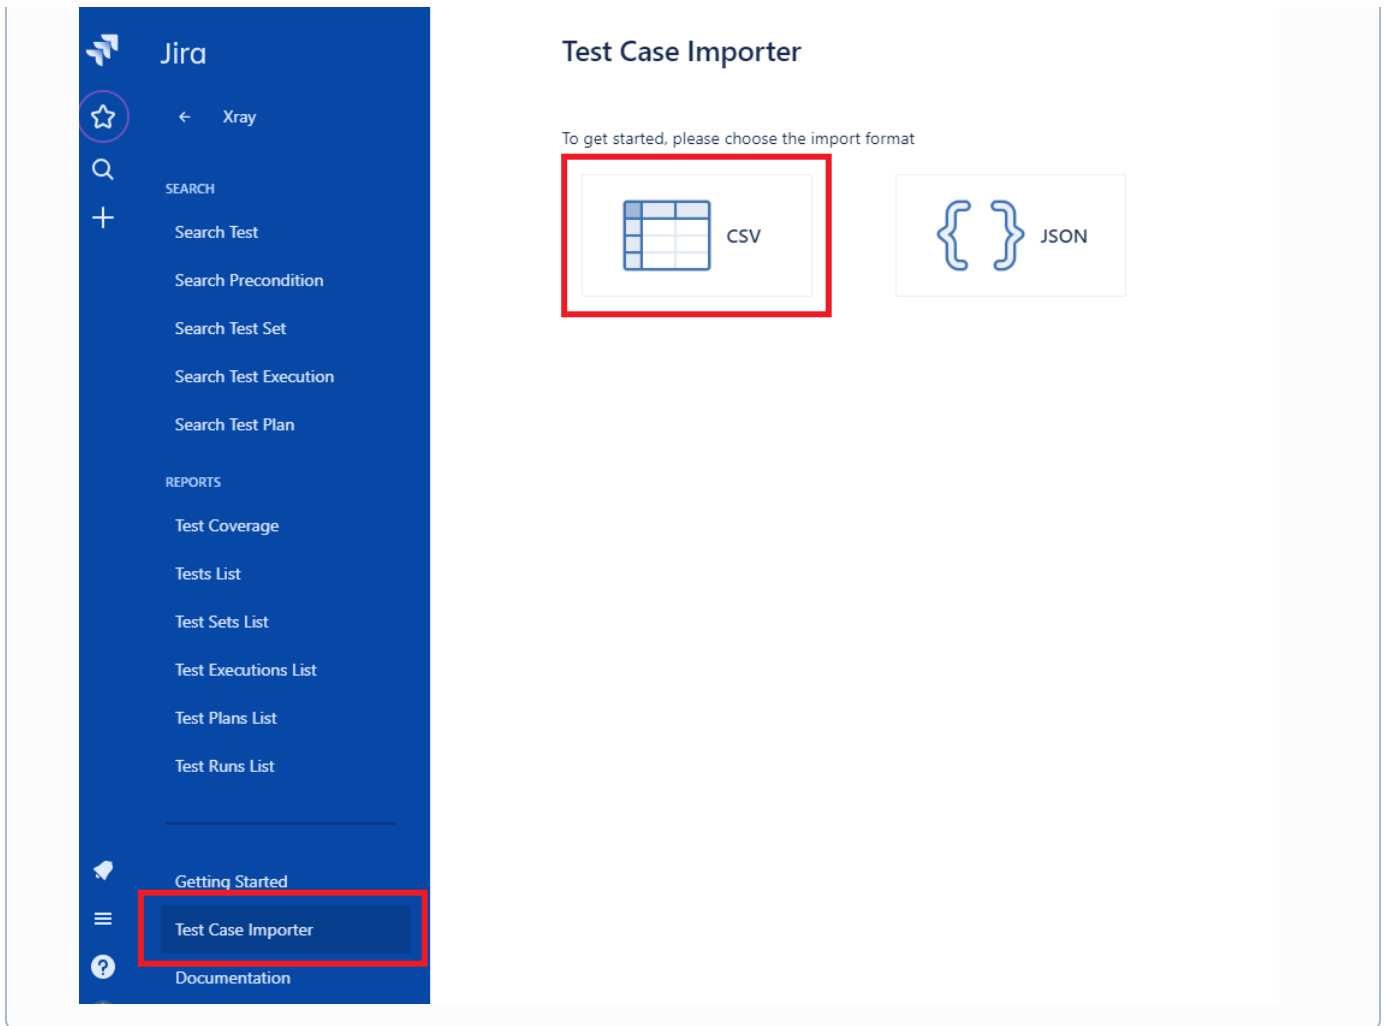 Jira
Xray
SEARCH
Search Test
Search Precondition
Search Test Set
Search Test Execution
Search Test Plan
REPORTS
Test Coverage
Tests List
Test Sets List
Test Executions List
Test Plans List
Test Runs List
Getting Started
Test Case Importer
Documentation
Test Case Importer
To get started, please choose the import format
CSV
JSON